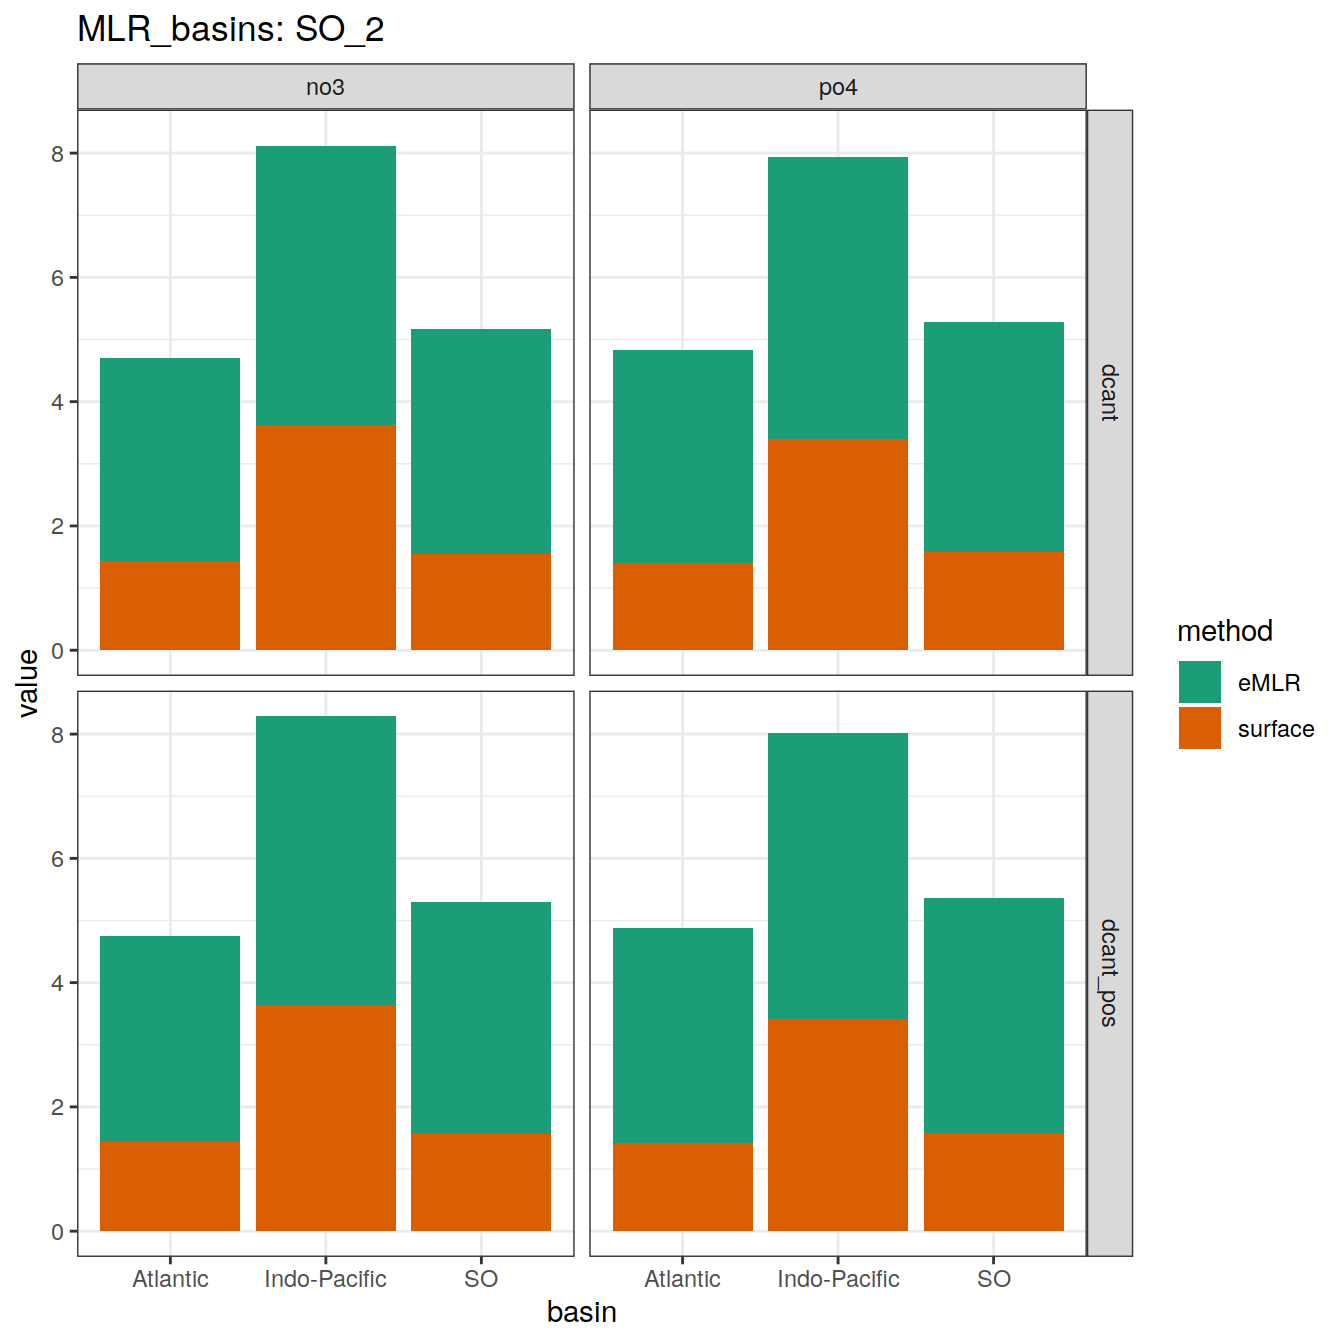 MLR_basins: SO_2
no3
po4
8
6
4
2
0
dcant
value
8
6
4
2
0
dcant_pos
Atlantic
Indo-Pacific
SO
Atlantic
Indo-Pacific
SO
basin
method
eMLR
surface